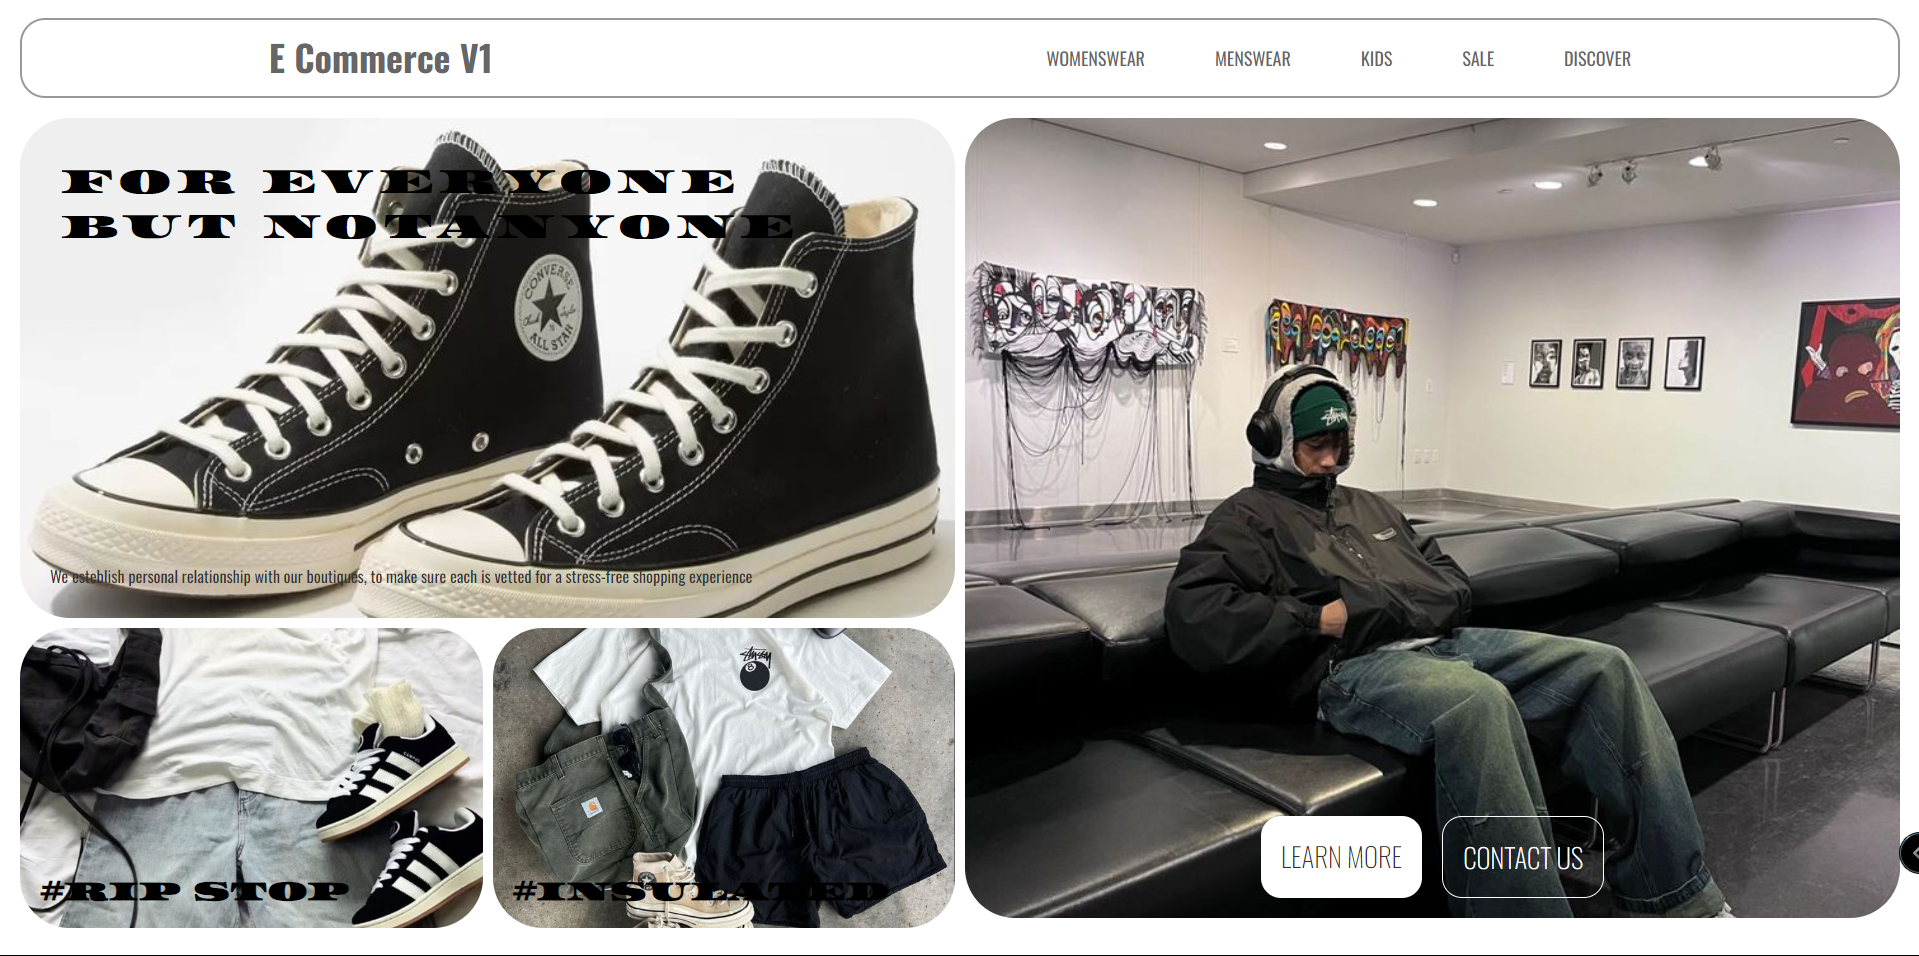 E Commerce V1
WOMENSWEAR MENSWEAR KIDS SALE DISCOVER
FOR EVERYONE
BUT NOTANYONE
CONVERSE
ALL STAR
We esteblish personal relationship with our boutiques, to make sure each is vetted for a stress-free shopping experience
#RIP STOP
#INSULATED
LEARN MORE
CONTACT US